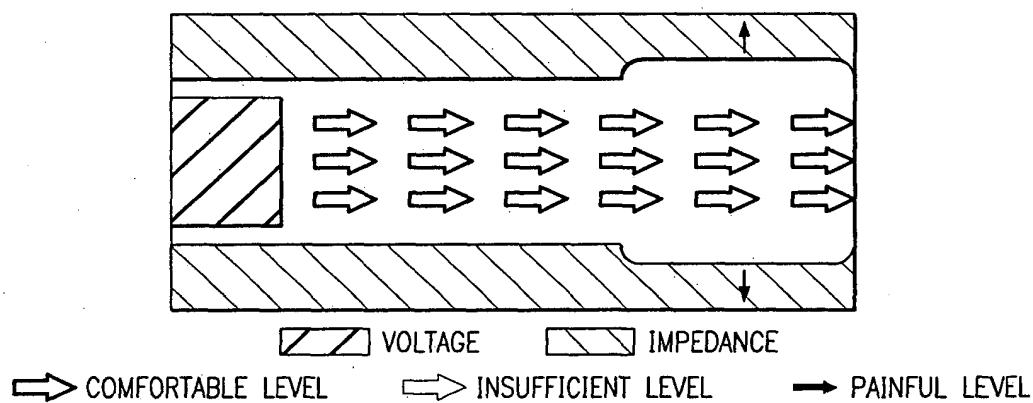 VOLTAGE IMPEDANCE
COMFORTABLE LEVEL INSUFFICIENT LEVEL PAINFUL LEVEL